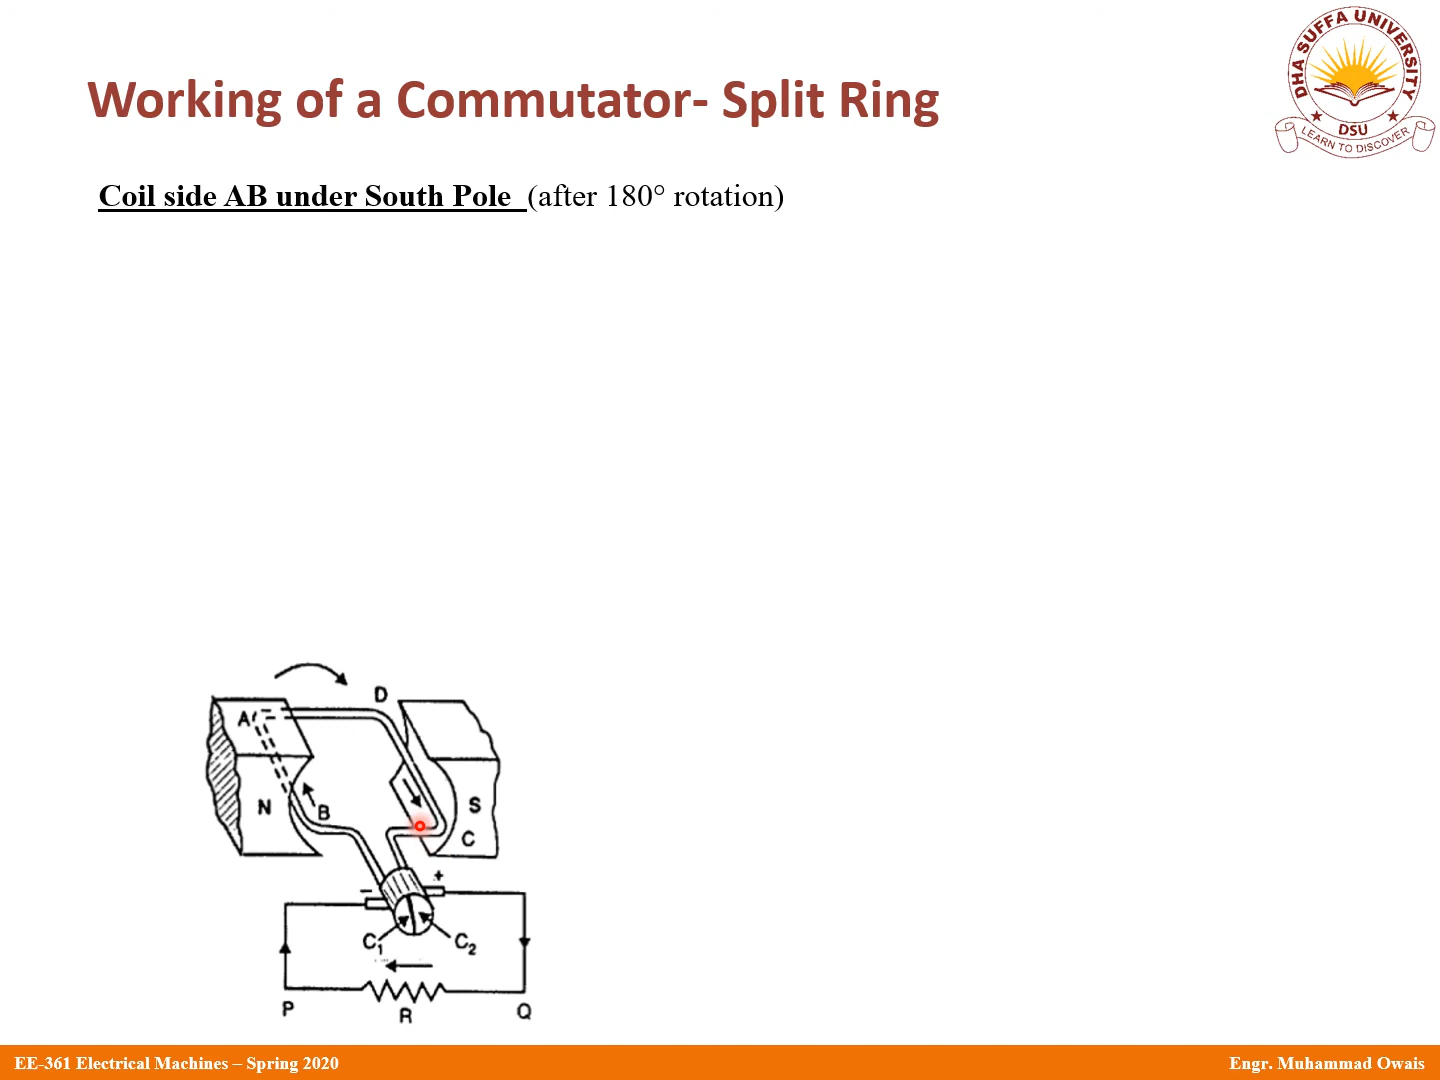 DHA SUFFA UNIVERSITY
DSU
LEARN TO DISCOVER
Working of a Commutator- Split Ring
Coil side AB under South Pole (after 180° rotation)
D
A
N
B
S
C
- +
C1 C2
P R Q
EE-361 Electrical Machines – Spring 2020
Engr. Muhammad Owais